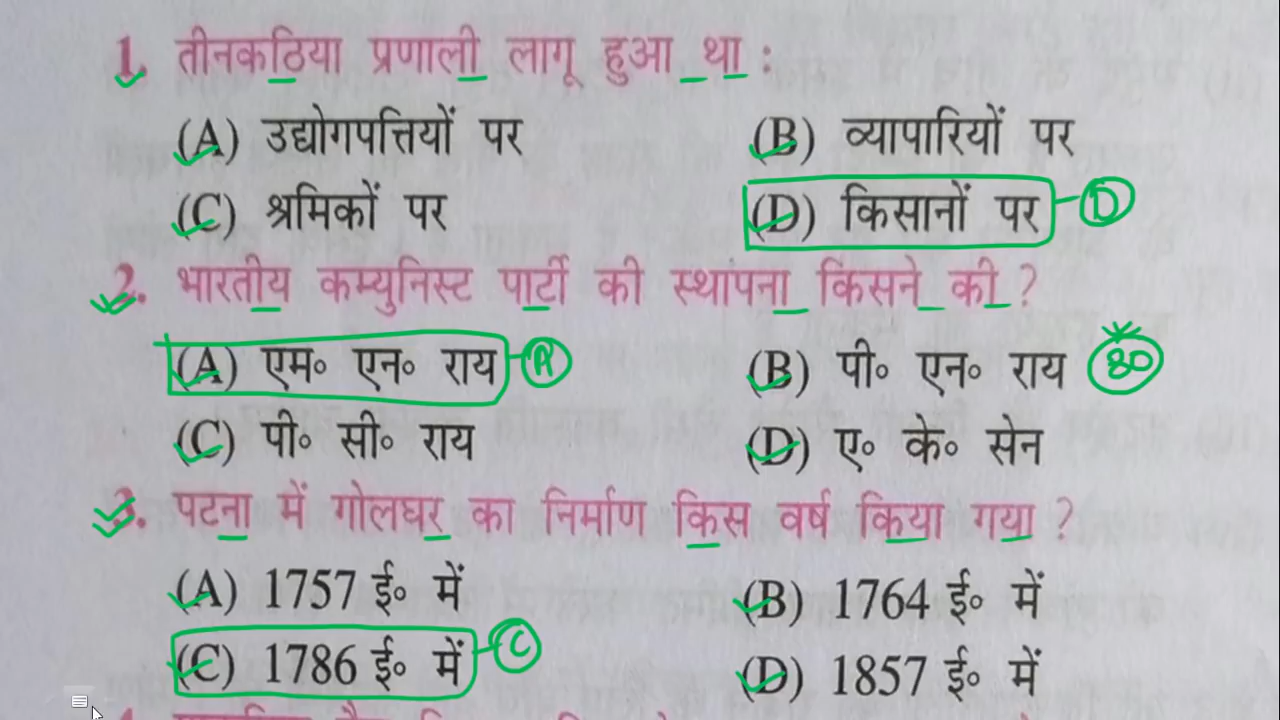 1. तीनकठिया प्रणाली लागू हुआ था :
(A) उद्योगपत्तियों पर (B) व्यापारियों पर
(C) श्रमिकों पर (D) किसानों पर D
2. भारतीय कम्युनिस्ट पार्टी की स्थापना किसने की ?
(A) एम॰ एन॰ राय A (B) पी॰ एन॰ राय 80
(C) पी॰ सी॰ राय (D) ए॰ के॰ सेन
3. पटना में गोलघर का निर्माण किस वर्ष किया गया ?
(A) 1757 ई॰ में (B) 1764 ई॰ में
(C) 1786 ई॰ में C (D) 1857 ई॰ में